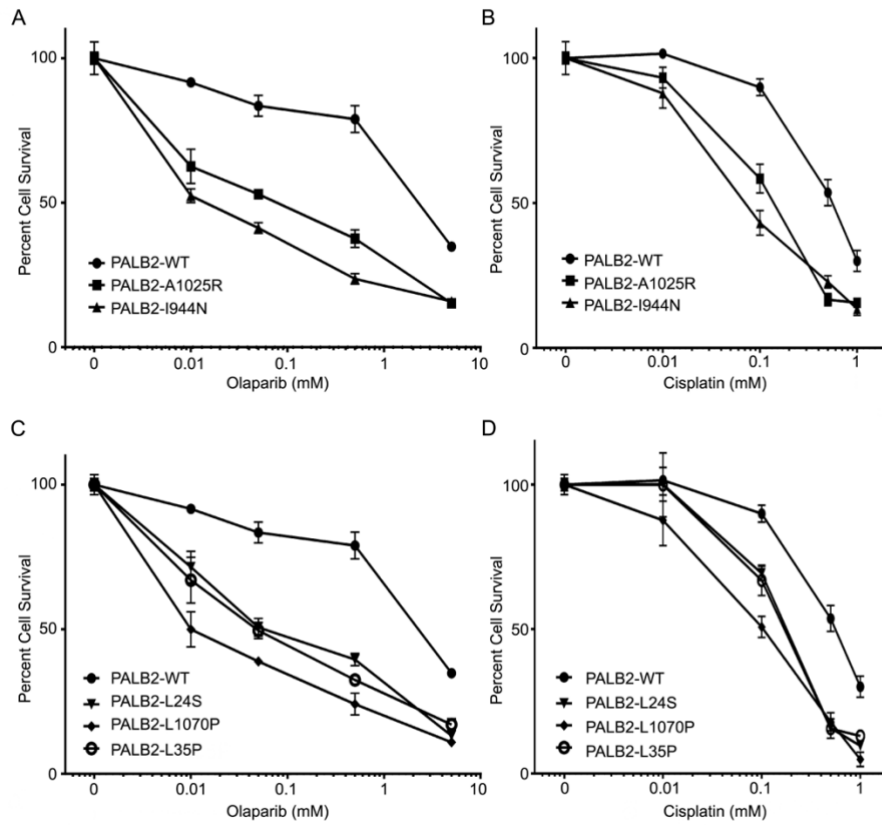 A
Percent Cell Survival
100
50
0
PALB2-WT
PALB2-A1025R
PALB2-I944N
0 0.01 0.1 1 10
Olaparib (mM)
B
Percent Cell Survival
100
50
0
PALB2-WT
PALB2-A1025R
PALB2-I944N
0 0.01 0.1 1
Cisplatin (mM)
C
Percent Cell Survival
100
50
0
PALB2-WT
PALB2-L24S
PALB2-L1070P
PALB2-L35P
0 0.01 0.1 1 10
Olaparib (mM)
D
Percent Cell Survival
100
50
0
PALB2-WT
PALB2-L24S
PALB2-L1070P
PALB2-L35P
0 0.01 0.1 1
Cisplatin (mM)